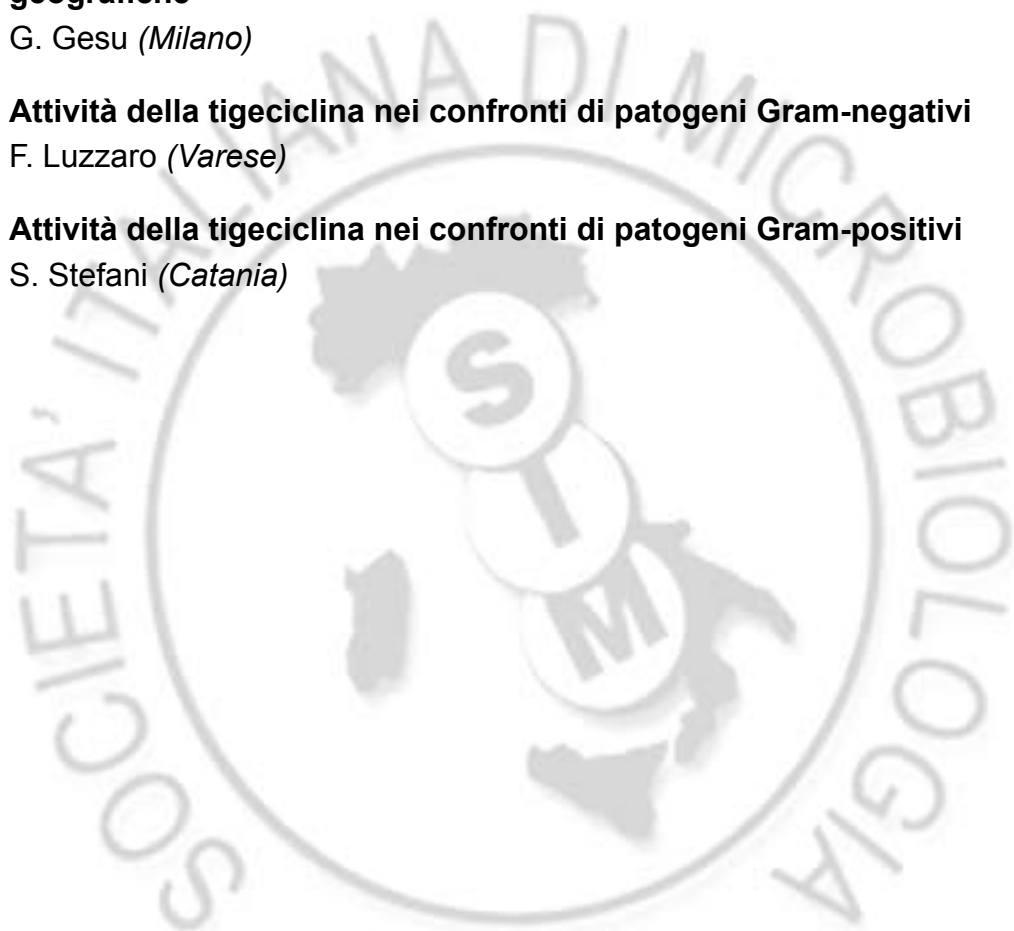 geografiche
G. Gesu (Milano)
Attività della tigeciclina nei confronti di patogeni Gram-negativi
F. Luzzaro (Varese)
Attività della tigeciclina nei confronti di patogeni Gram-positivi
S. Stefani (Catania)
SOCIETA' ITALIANA DI MICROBIOLOGIA
S
I
M